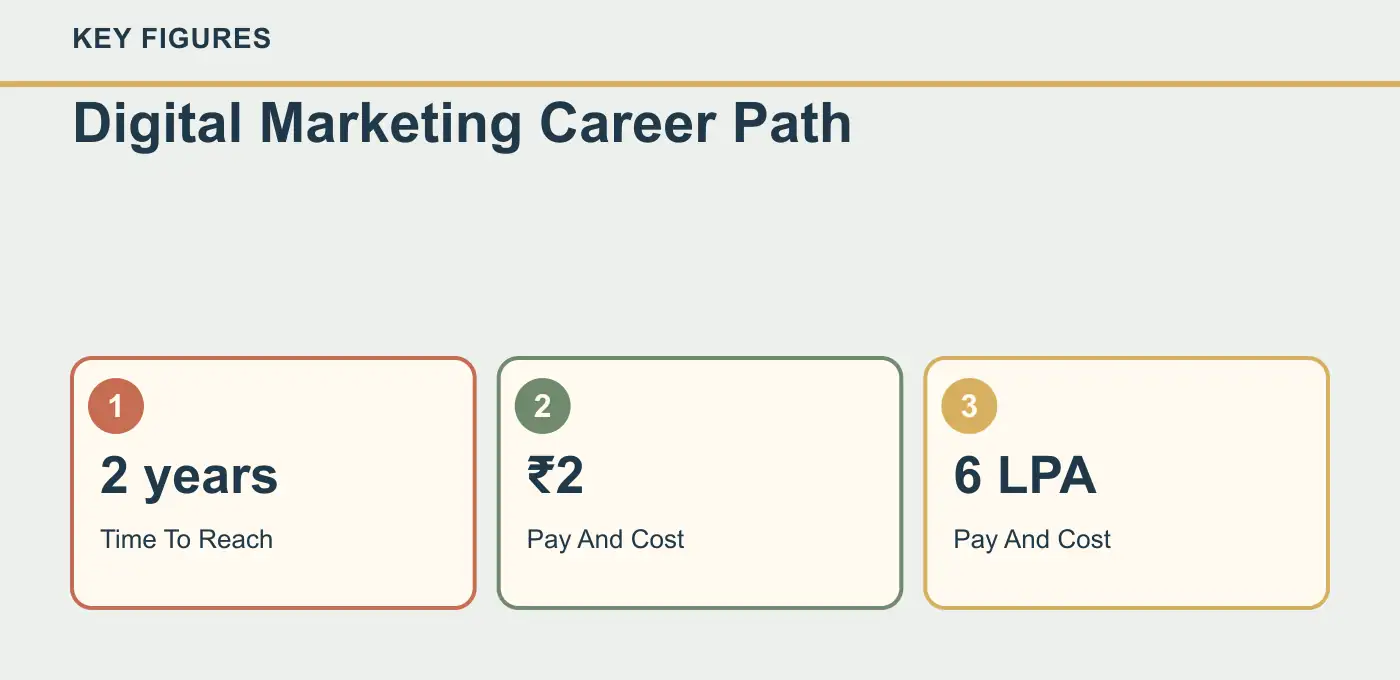 KEY FIGURES
Digital Marketing Career Path
1
2 years
Time To Reach
2
₹2
Pay And Cost
3
6 LPA
Pay And Cost